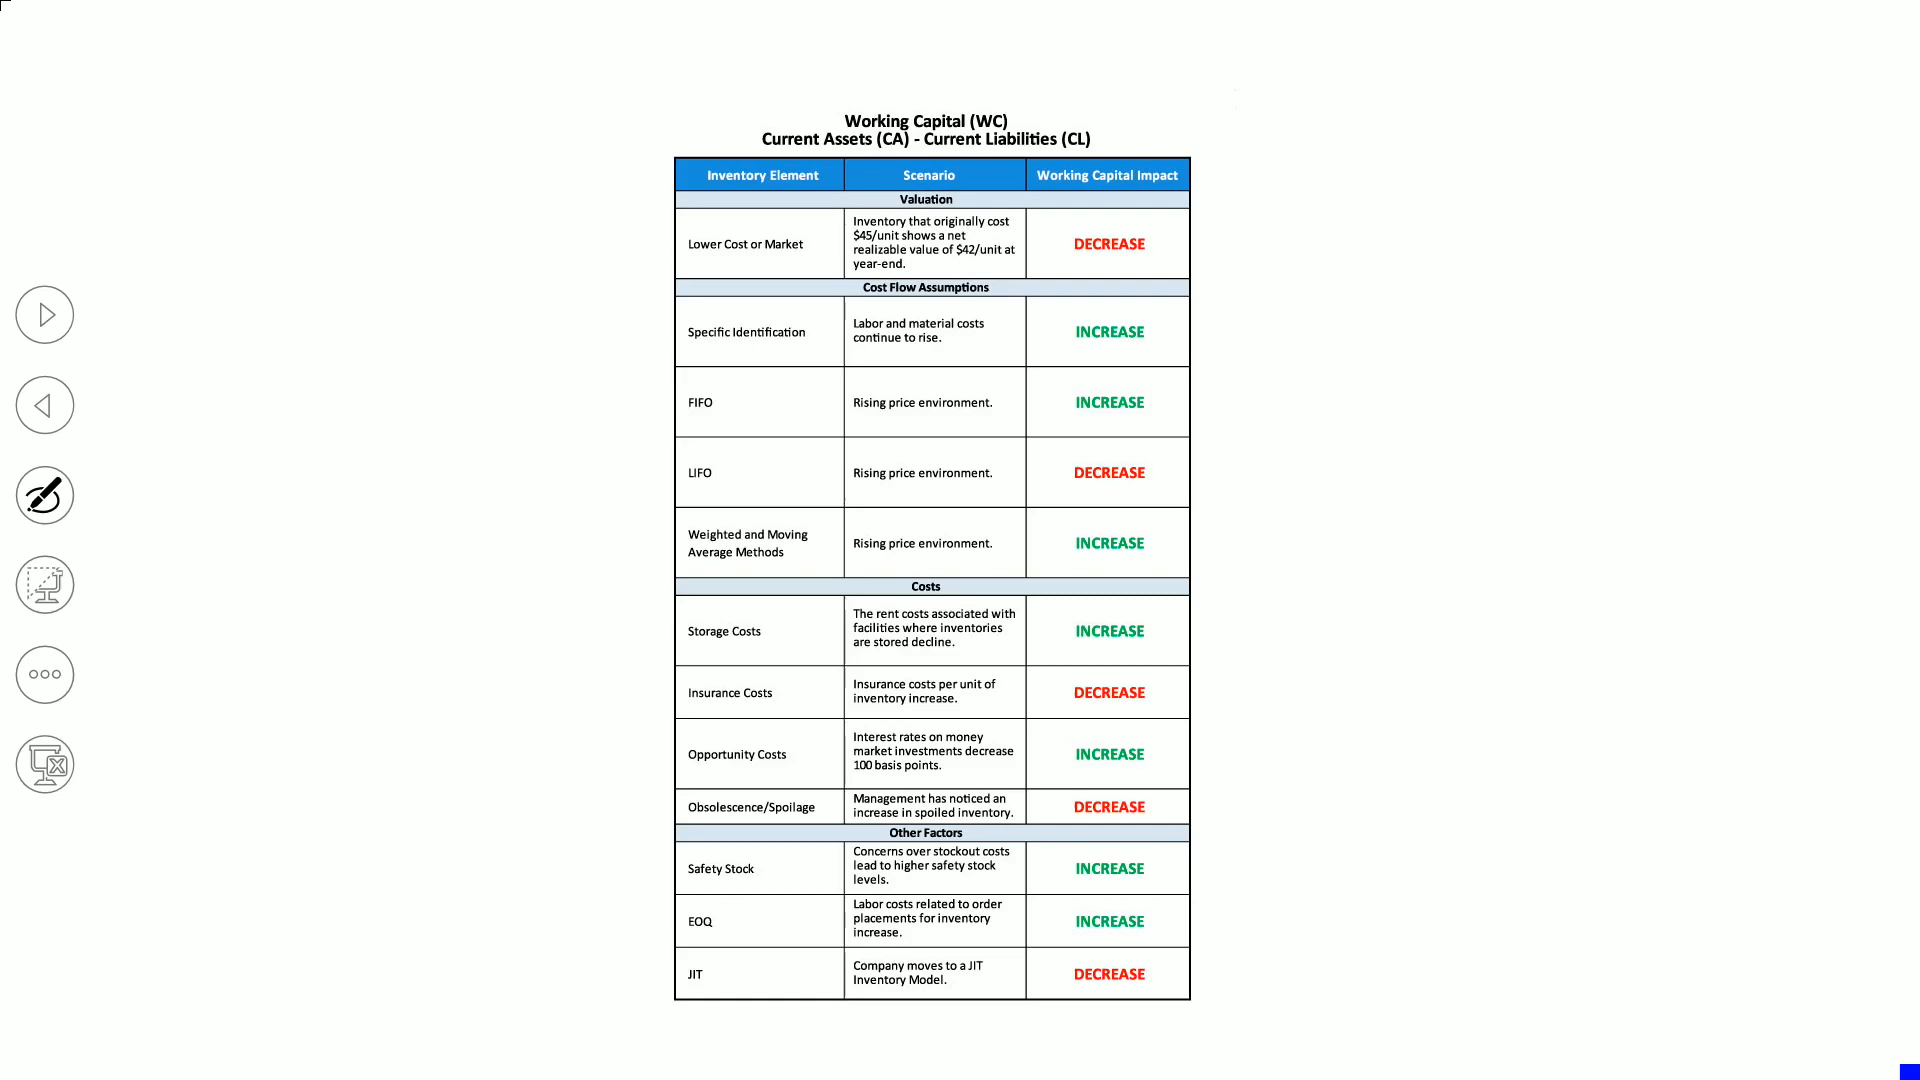 Working Capital (WC)
Current Assets (CA) - Current Liabilities (CL)
Inventory Element
Scenario
Working Capital Impact
Valuation
Lower Cost or Market
Inventory that originally cost
$45/unit shows a net
realizable value of $42/unit at
year-end.
DECREASE
Cost Flow Assumptions
Specific Identification
Labor and material costs
continue to rise.
INCREASE
FIFO
Rising price environment.
INCREASE
LIFO
Rising price environment.
DECREASE
Weighted and Moving
Average Methods
Rising price environment.
INCREASE
Costs
Storage Costs
The rent costs associated with
facilities where inventories
are stored decline.
INCREASE
Insurance Costs
Insurance costs per unit of
inventory increase.
DECREASE
Opportunity Costs
Interest rates on money
market investments decrease
100 basis points.
INCREASE
Obsolescence/Spoilage
Management has noticed an
increase in spoiled inventory.
DECREASE
Other Factors
Safety Stock
Concerns over stockout costs
lead to higher safety stock
levels.
INCREASE
EOQ
Labor costs related to order
placements for inventory
increase.
INCREASE
JIT
Company moves to a JIT
Inventory Model.
DECREASE